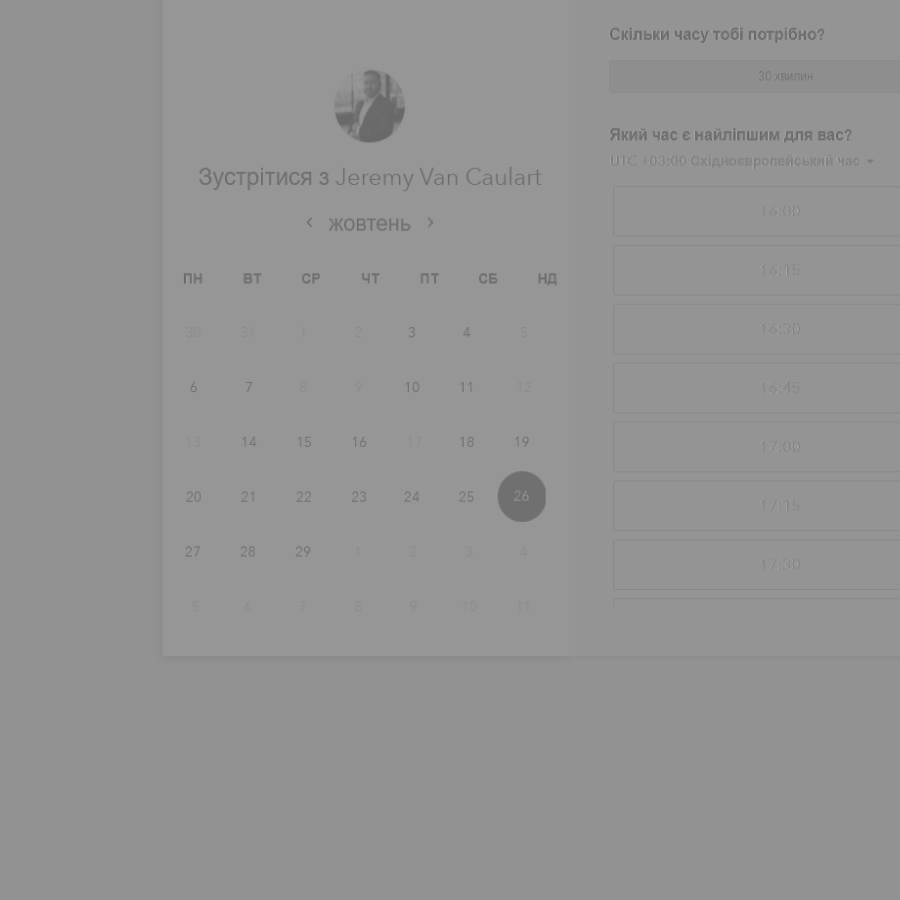 Зустрітися з Jeremy Van Caulart
жовтень
ПН ВТ СР ЧТ ПТ СБ НД
30 31 1 2 3 4 5
6 7 8 9 10 11 12
13 14 15 16 17 18 19
20 21 22 23 24 25 26
27 28 29 1 2 3 4
5 6 7 8 9 10 11
Скільки часу тобі потрібно?
30 хвилин
Який час є найліпшим для вас?
UTC +03:00 Східноєвропейський час
16:00
16:15
16:30
16:45
17:00
17:15
17:30